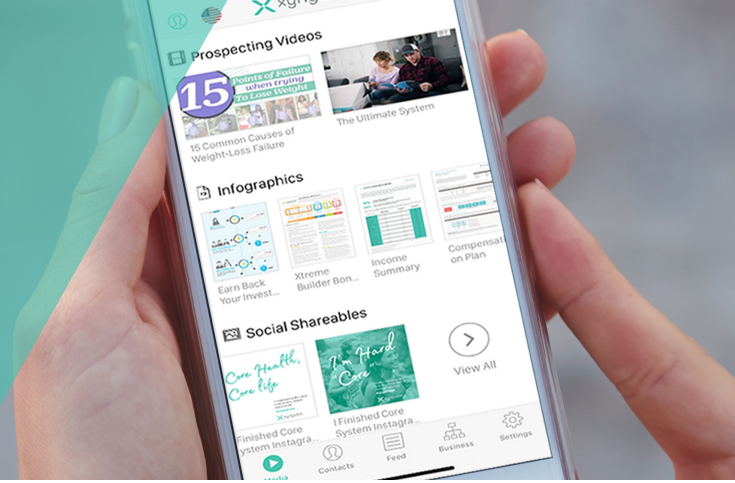 Prospecting Videos
15
Points of Failure
when trying
To Lose Weight
15 Common Causes of
Weight-Loss Failure
The Ultimate System
Infographics
Earn Back
Your Invest...
Xtreme
Builder Bon...
Income
Summary
Compensati
on Plan
Social Shareables
Core Health,
Core life
I'm Hard
Core
View All
Finished Core
ystem Instagra...
I Finished Core
System Instagra...
Media
Contacts
Feed
Business
Settings